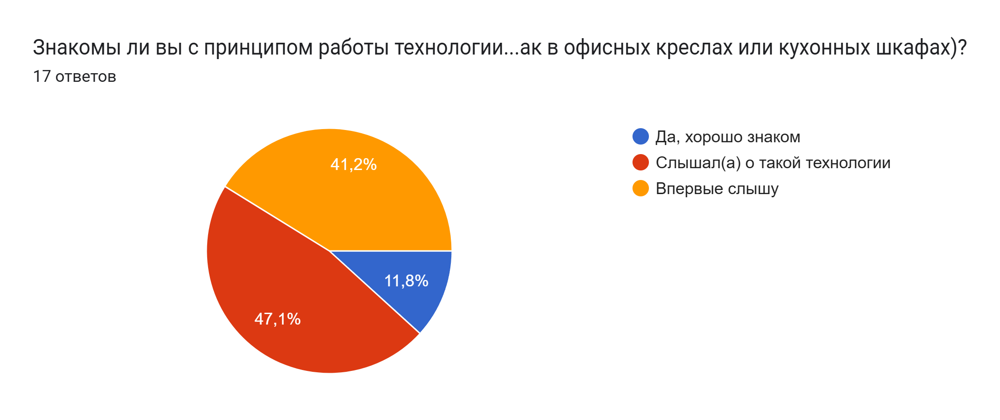 Знакомы ли вы с принципом работы технологии...ак в офисных креслах или кухонных шкафах)?
17 ответов
41,2%
11,8%
47,1%
Да, хорошо знаком
Слышал(а) о такой технологии
Впервые слышу